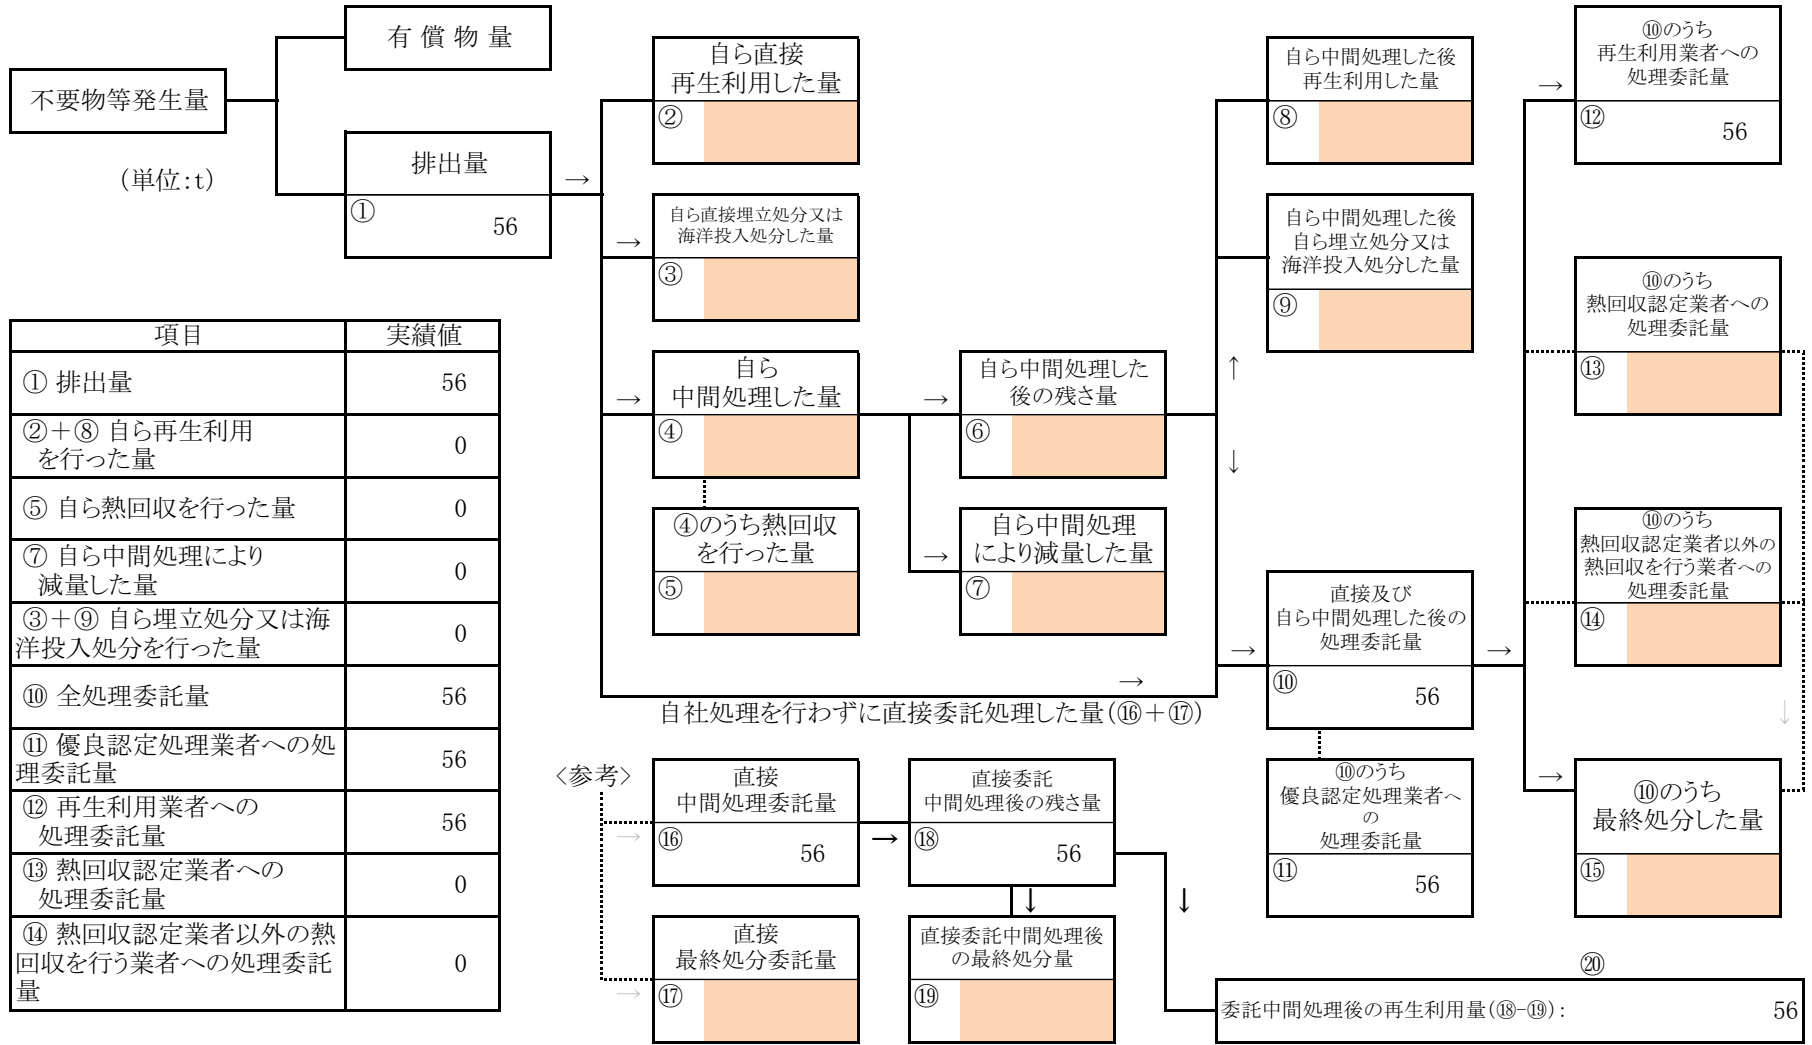 有償物量
不要物等発生量
(単位:t)
排出量
①
56
→
自ら直接
再生利用した量
②
→
自ら直接埋立処分又は
海洋投入処分した量
③
→
自ら
中間処理した量
④
④のうち熱回収
を行った量
⑤
→
自ら中間処理した
後の残さ量
⑥
→
自ら中間処理
により減量した量
⑦
自ら中間処理した後
再生利用した量
⑧
自ら中間処理した後
自ら埋立処分又は
海洋投入処分した量
⑨
↑
↓
→
自社処理を行わずに直接委託処理した量(⑯+⑰)
→
直接及び
自ら中間処理した後の
処理委託量
⑩
56
⑩のうち
優良認定処理業者へ
の
処理委託量
⑪
56
→
→
⑩のうち
再生利用業者への
処理委託量
⑫
56
⑩のうち
熱回収認定業者への
処理委託量
⑬
⑩のうち
熱回収認定業者以外の
熱回収を行う業者への
処理委託量
⑭
↓
→
⑩のうち
最終処分した量
⑮
項目 実績値
① 排出量 56
②+⑧ 自ら再生利用
を行った量
0
⑤ 自ら熱回収を行った量 0
⑦ 自ら中間処理により
減量した量
0
③+⑨ 自ら埋立処分又は海
洋投入処分を行った量
0
⑩ 全処理委託量 56
⑪ 優良認定処理業者への処
理委託量
56
⑫ 再生利用業者への
処理委託量
56
⑬ 熱回収認定業者への
処理委託量
0
⑭ 熱回収認定業者以外の熱
回収を行う業者への処理委託
量
0
<参考>
→
直接
中間処理委託量
⑯
56
→
直接委託
中間処理後の残さ量
⑱
56
↓
↓
→
直接
最終処分委託量
⑰
直接委託中間処理後
の最終処分量
⑲
⑳
委託中間処理後の再生利用量(⑱-⑲): 56